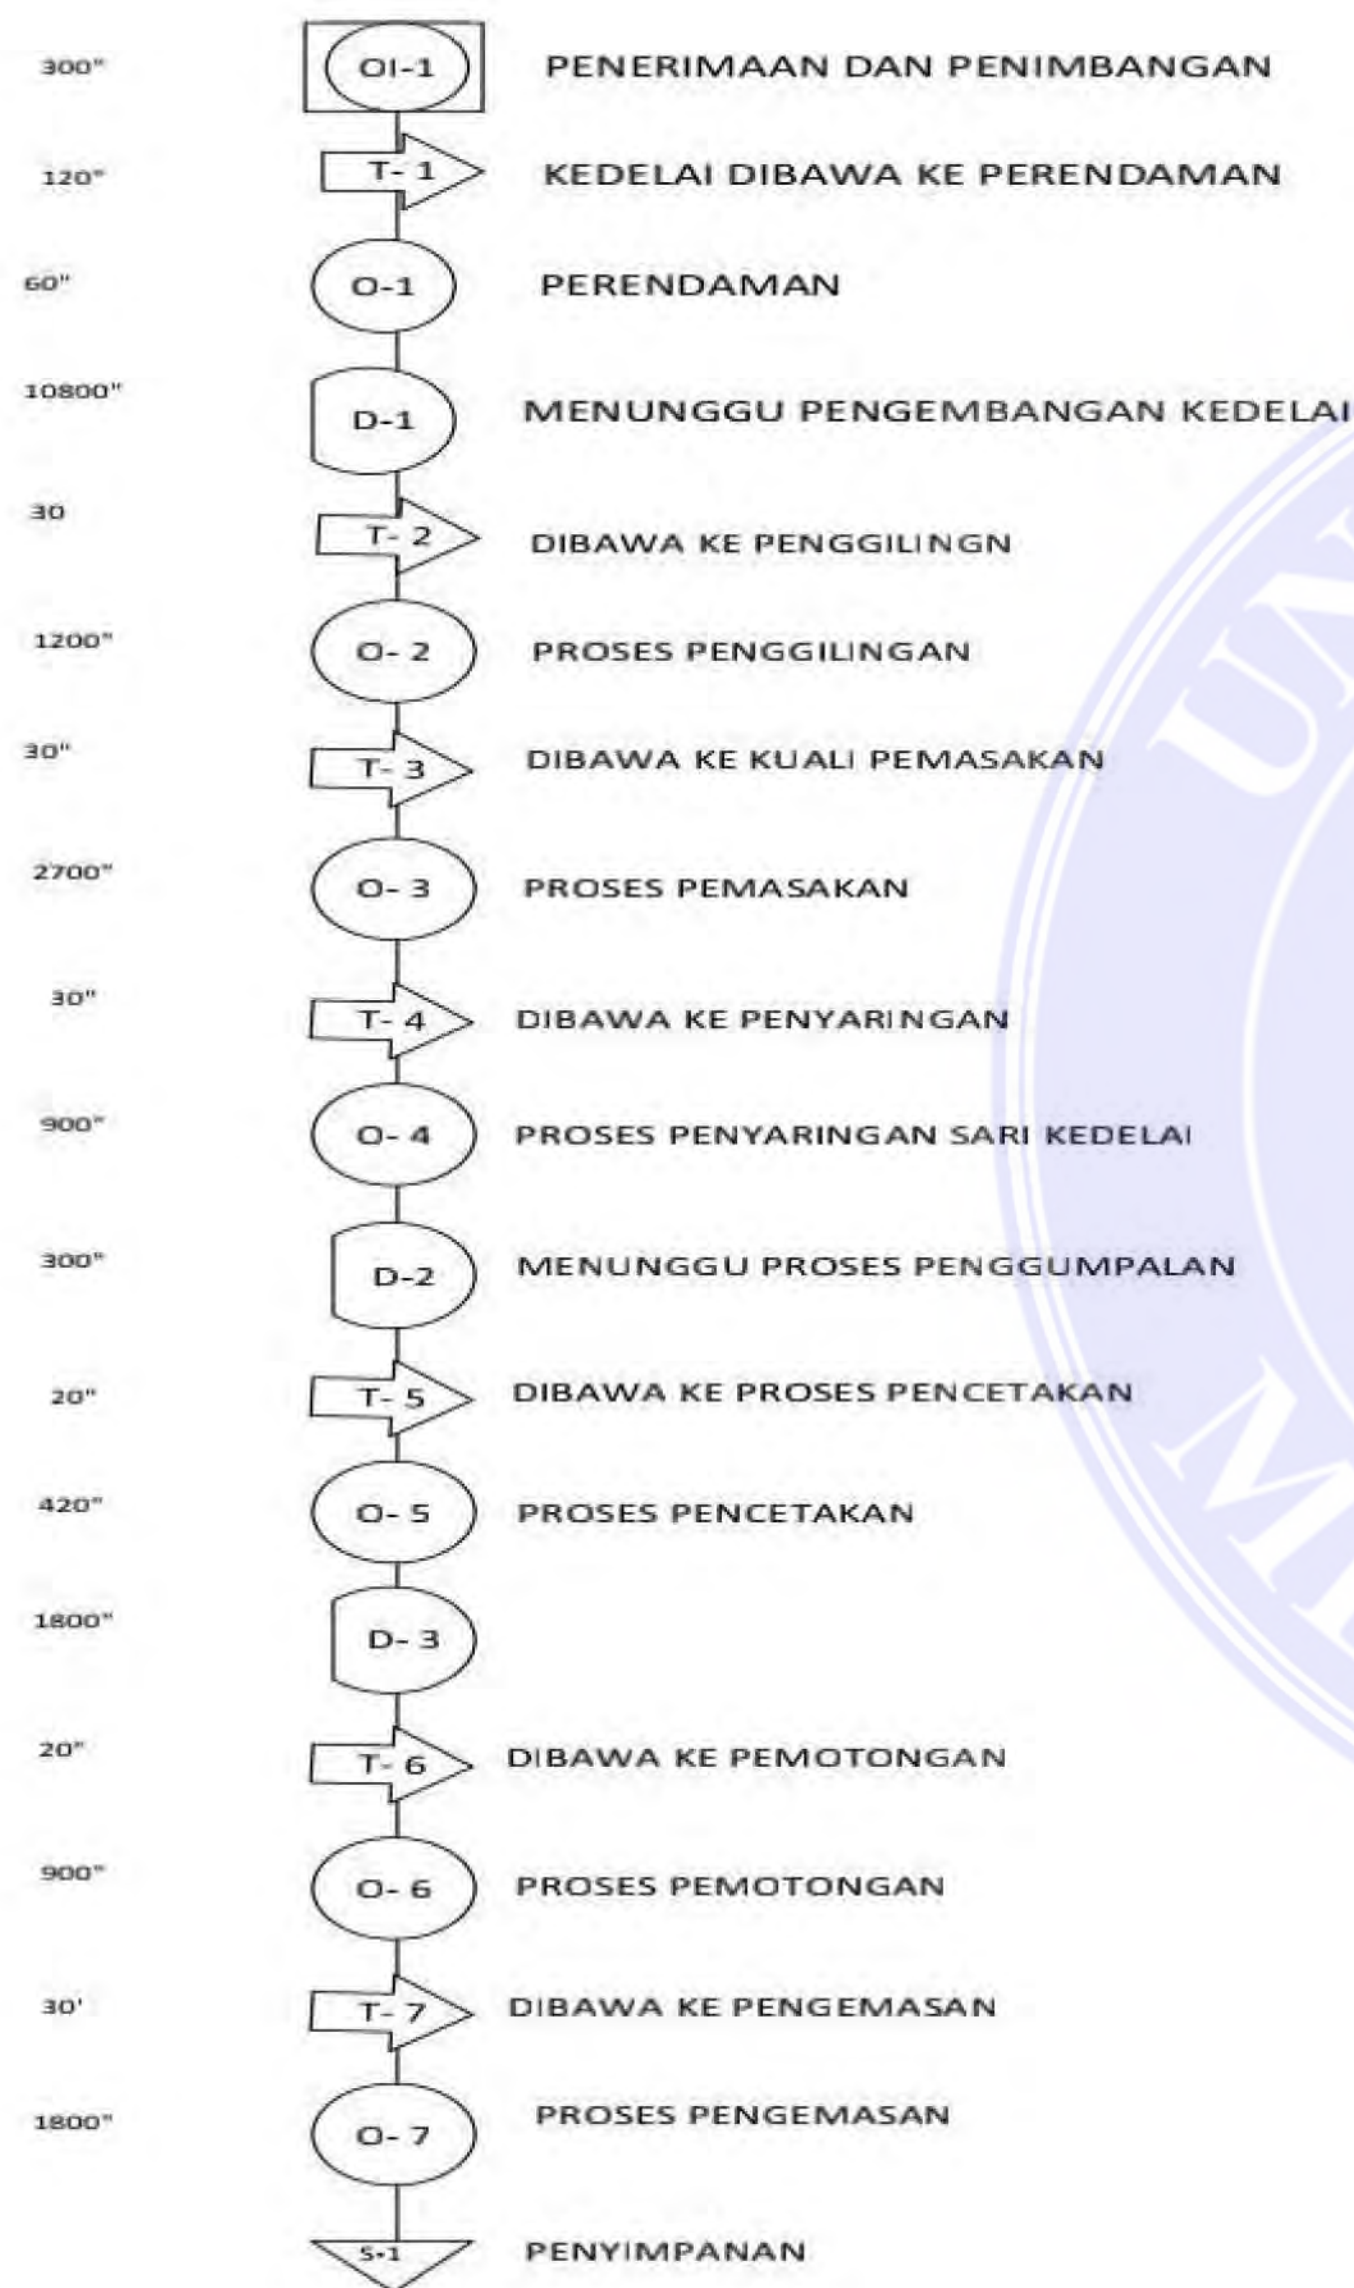 300" OI-1 PENERIMAAN DAN PENIMBANGAN
120" T- 1 KEDELAI DIBAWA KE PERENDAMAN
60" O-1 PERENDAMAN
10800" D-1 MENUNGGU PENGEMBANGAN KEDELAI
30 T- 2 DIBAWA KE PENGGILINGN
1200" O- 2 PROSES PENGGILINGAN
30" T- 3 DIBAWA KE KUALI PEMASAKAN
2700" O- 3 PROSES PEMASAKAN
30" T- 4 DIBAWA KE PENYARINGAN
900" O- 4 PROSES PENYARINGAN SARI KEDELAI
300" D-2 MENUNGGU PROSES PENGGUMPALAN
20" T- 5 DIBAWA KE PROSES PENCETAKAN
420" O- 5 PROSES PENCETAKAN
1800" D- 3
20" T- 6 DIBAWA KE PEMOTONGAN
900" O- 6 PROSES PEMOTONGAN
30' T- 7 DIBAWA KE PENGEMASAN
1800" O- 7 PROSES PENGEMASAN
S-1 PENYIMPANAN